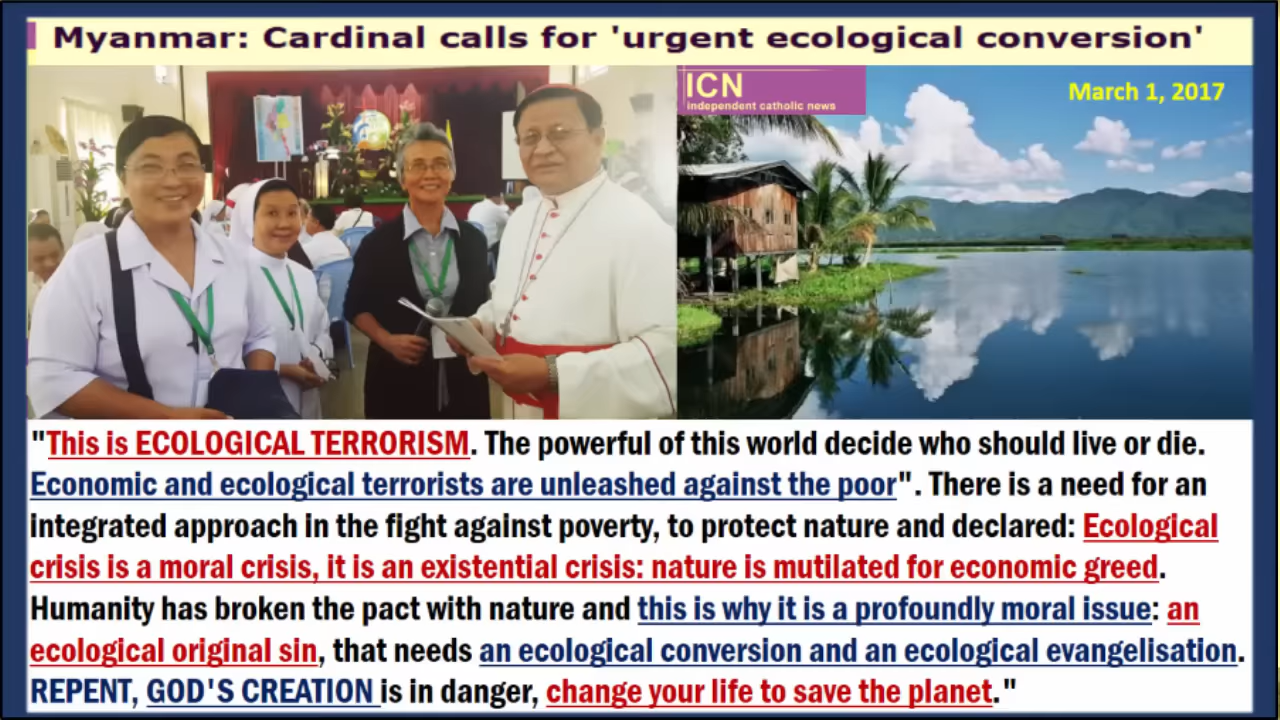 Myanmar: Cardinal calls for 'urgent ecological conversion'
ICN
independent catholic news
March 1, 2017
"This is ECOLOGICAL TERRORISM. The powerful of this world decide who should live or die.
Economic and ecological terrorists are unleashed against the poor". There is a need for an
integrated approach in the fight against poverty, to protect nature and declared: Ecological
crisis is a moral crisis, it is an existential crisis: nature is mutilated for economic greed.
Humanity has broken the pact with nature and this is why it is a profoundly moral issue: an
ecological original sin, that needs an ecological conversion and an ecological evangelisation.
REPENT, GOD'S CREATION is in danger, change your life to save the planet."